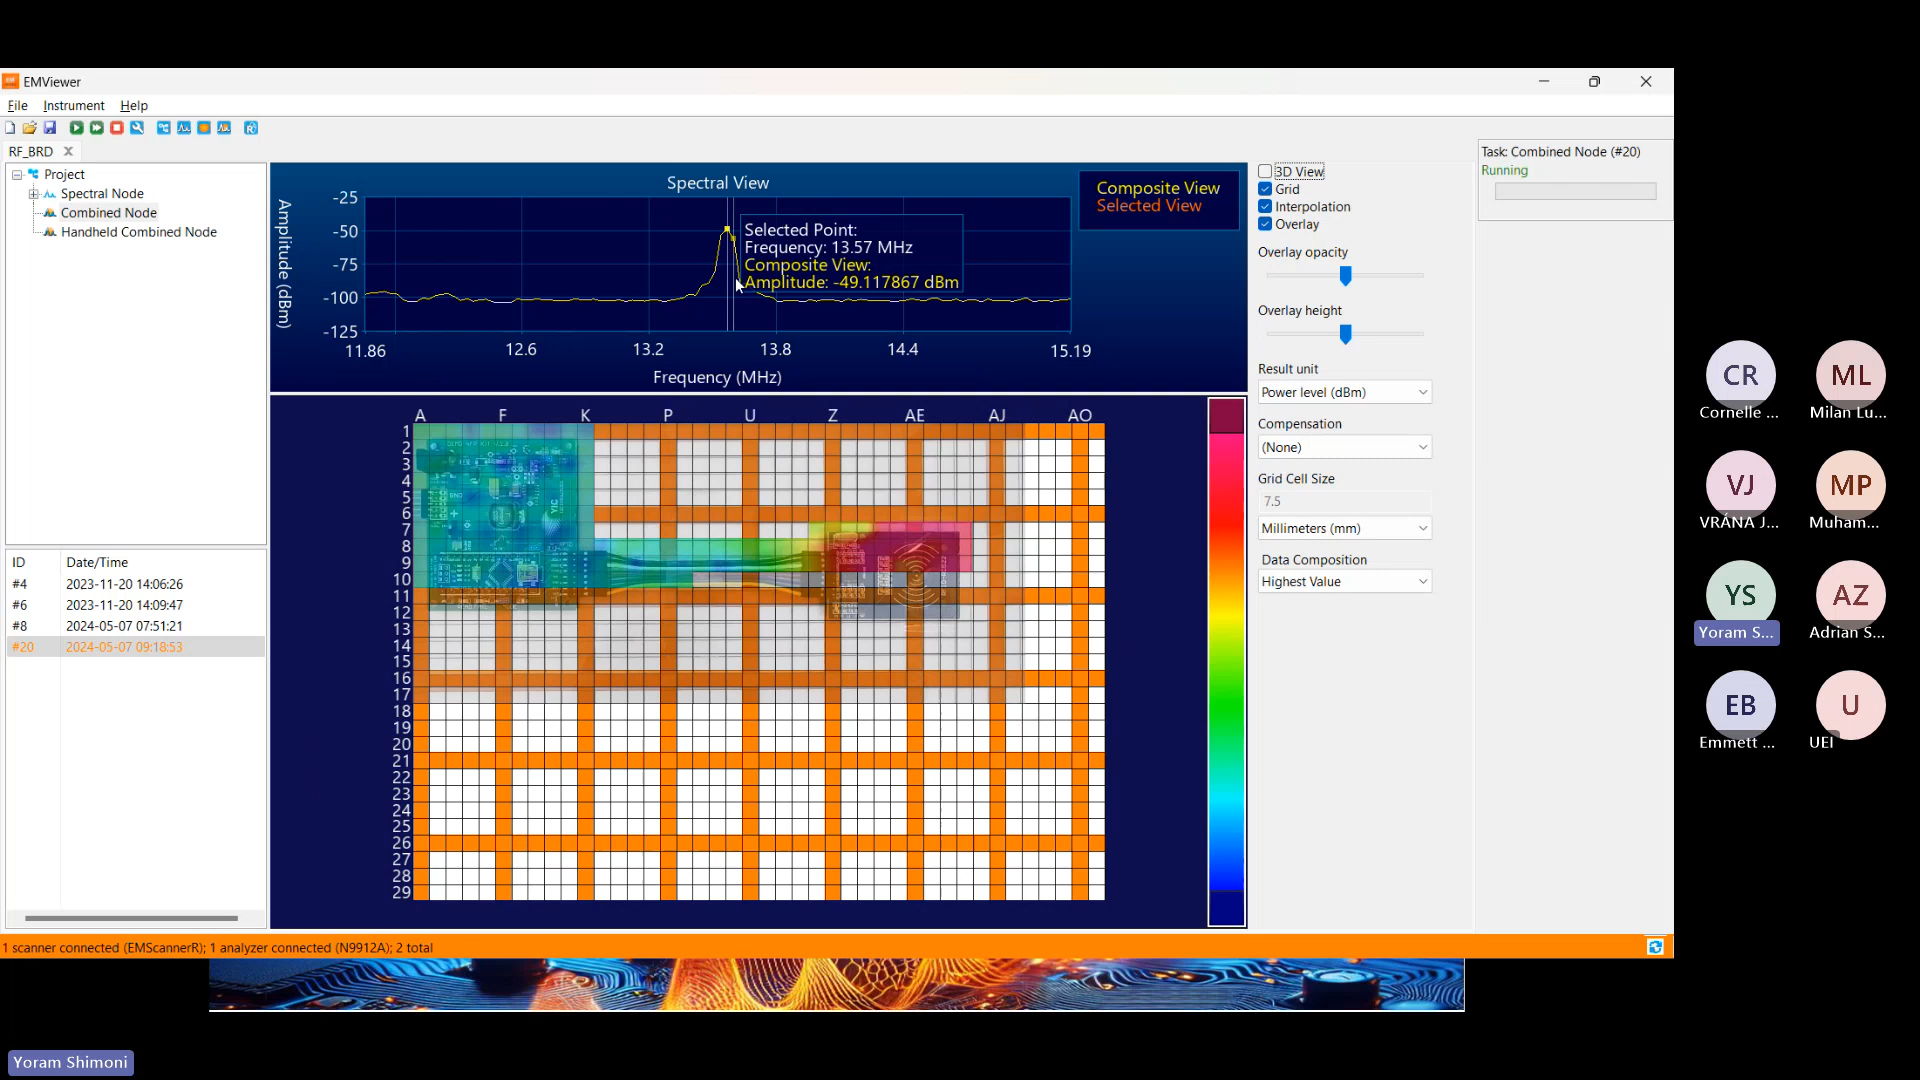 EMViewer
File Instrument Help
RF_BRD
Project
Spectral Node
Combined Node
Handheld Combined Node
ID Date/Time
#4 2023-11-20 14:06:26
#6 2023-11-20 14:09:47
#8 2024-05-07 07:51:21
#20 2024-05-07 09:18:53
Spectral View
Amplitude (dBm)
-25
-50
-75
-100
-125
11.86 12.6 13.2 13.8 14.4 15.19
Frequency (MHz)
Selected Point:
Frequency: 13.57 MHz
Composite View:
Amplitude: -49.117867 dBm
Composite View
Selected View
A F K P U Z AE AJ AO
1
2
3
4
5
6
7
8
9
10
11
12
13
14
15
16
17
18
19
20
21
22
23
24
25
26
27
28
29
3D View
Grid
Interpolation
Overlay
Overlay opacity
Overlay height
Result unit
Power level (dBm)
Compensation
(None)
Grid Cell Size
7.5
Millimeters (mm)
Data Composition
Highest Value
Task: Combined Node (#20)
Running
1 scanner connected (EMScannerR); 1 analyzer connected (N9912A); 2 total
CR ML
Cornelle ... Milan Lu...
VJ MP
VRÁNA J... Muham...
YS AZ
Yoram S... Adrian S...
EB U
Emmett ... UEI
Yoram Shimoni